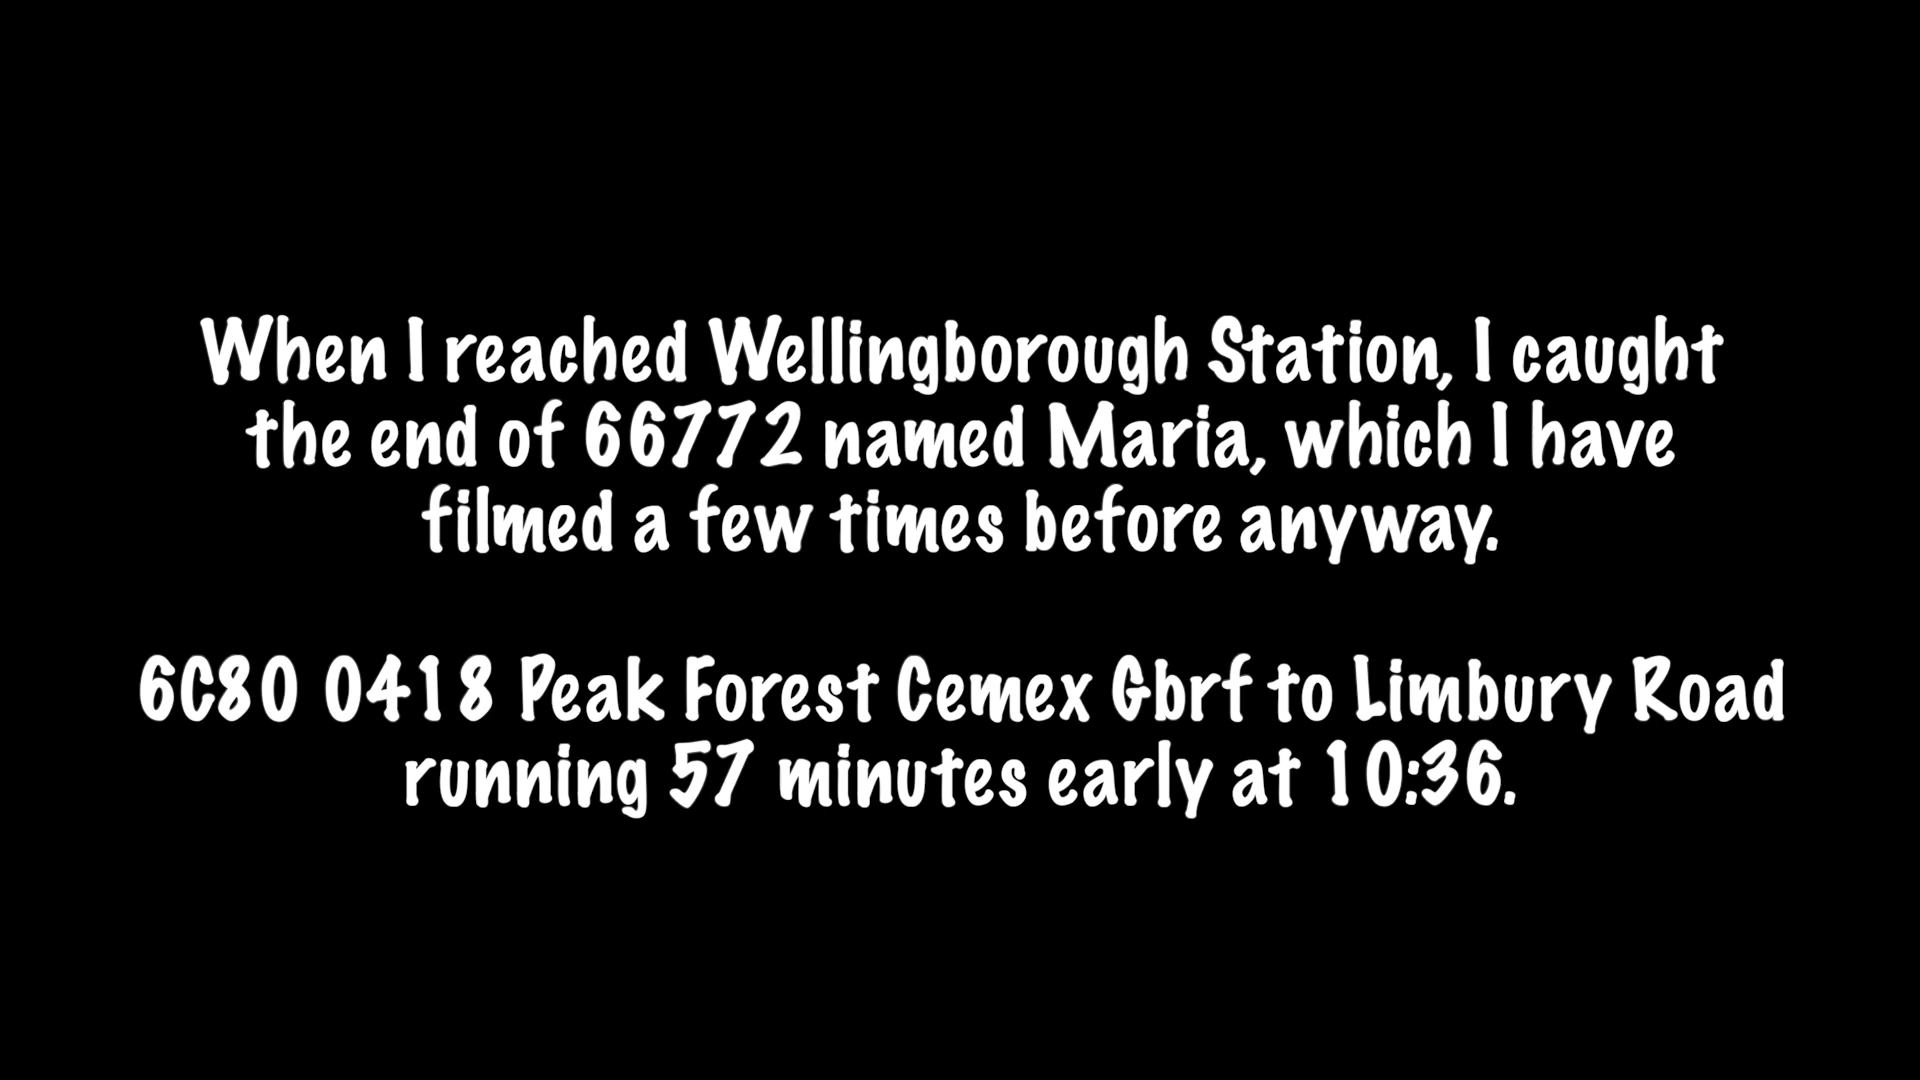 When I reached Wellingborough Station, I caught
the end of 66772 named Maria, which I have
filmed a few times before anyway.
6C80 0418 Peak Forest Cemex Gbrf to Limbury Road
running 57 minutes early at 10:36.